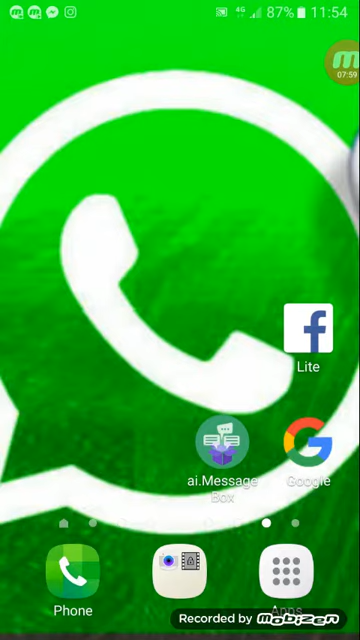 4G 87% 11:54
07:59
Lite
ai.Message
Box
Google
Phone
Apps
Recorded by mobizen